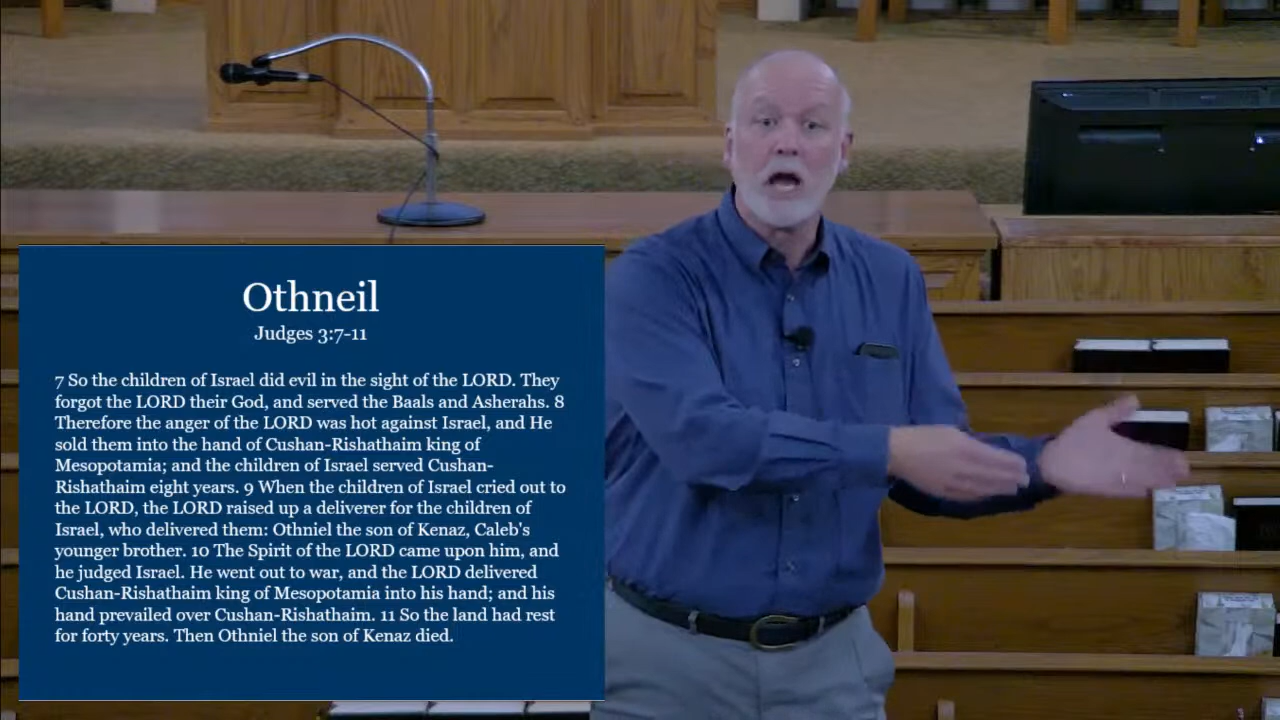 Othneil
Judges 3:7-11
7 So the children of Israel did evil in the sight of the LORD. They
forgot the LORD their God, and served the Baals and Asherahs. 8
Therefore the anger of the LORD was hot against Israel, and He
sold them into the hand of Cushan-Rishathaim king of
Mesopotamia; and the children of Israel served Cushan-
Rishathaim eight years. 9 When the children of Israel cried out to
the LORD, the LORD raised up a deliverer for the children of
Israel, who delivered them: Othniel the son of Kenaz, Caleb's
younger brother. 10 The Spirit of the LORD came upon him, and
he judged Israel. He went out to war, and the LORD delivered
Cushan-Rishathaim king of Mesopotamia into his hand; and his
hand prevailed over Cushan-Rishathaim. 11 So the land had rest
for forty years. Then Othniel the son of Kenaz died.